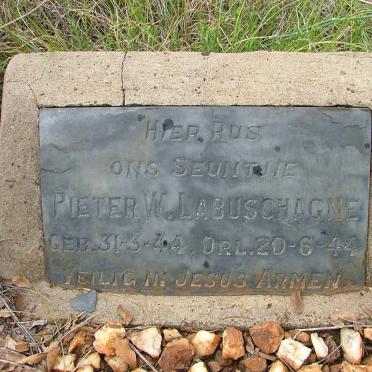 HIER RUS
ONS SEUNTJIE
PIETER W. LABUSCHAGNE
GEB. 31-3-44 ORL. 20-6-44
VEILIG IN JESUS ARMEN